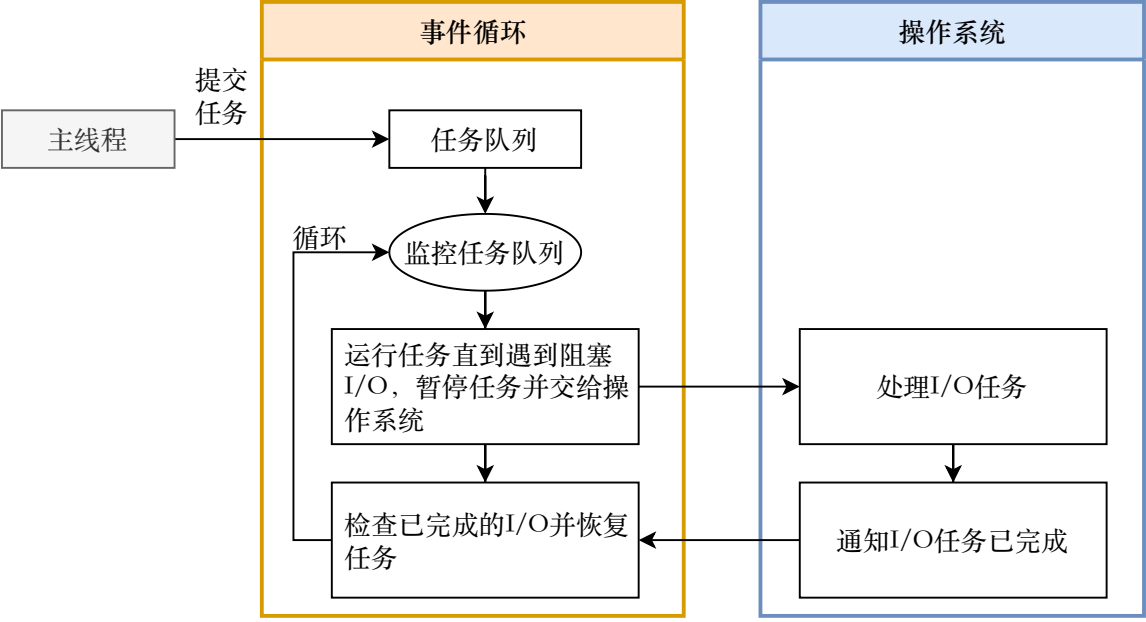 事件循环
操作系统
提交
任务
主线程
任务队列
循环
监控任务队列
运行任务直到遇到阻塞
I/O，暂停任务并交给操
作系统
处理I/O任务
检查已完成的I/O并恢复
任务
通知I/O任务已完成